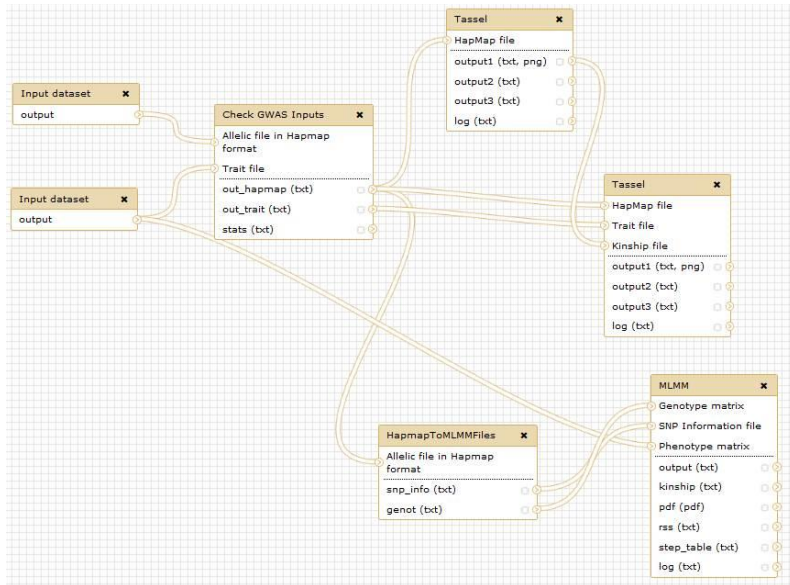 Tassel ×
HapMap file
output1 (txt, png)
output2 (txt)
output3 (txt)
log (txt)
Input dataset ×
output
Check GWAS Inputs ×
Allelic file in Hapmap
format
Trait file
out_hapmap (txt)
out_trait (txt)
stats (txt)
Input dataset ×
output
Tassel ×
HapMap file
Trait file
Kinship file
output1 (txt, png)
output2 (txt)
output3 (txt)
log (txt)
HapmapToMLMMFiles ×
Allelic file in Hapmap
format
snp_info (txt)
genot (txt)
MLMM ×
Genotype matrix
SNP Information file
Phenotype matrix
output (txt)
kinship (txt)
pdf (pdf)
rss (txt)
step_table (txt)
log (txt)